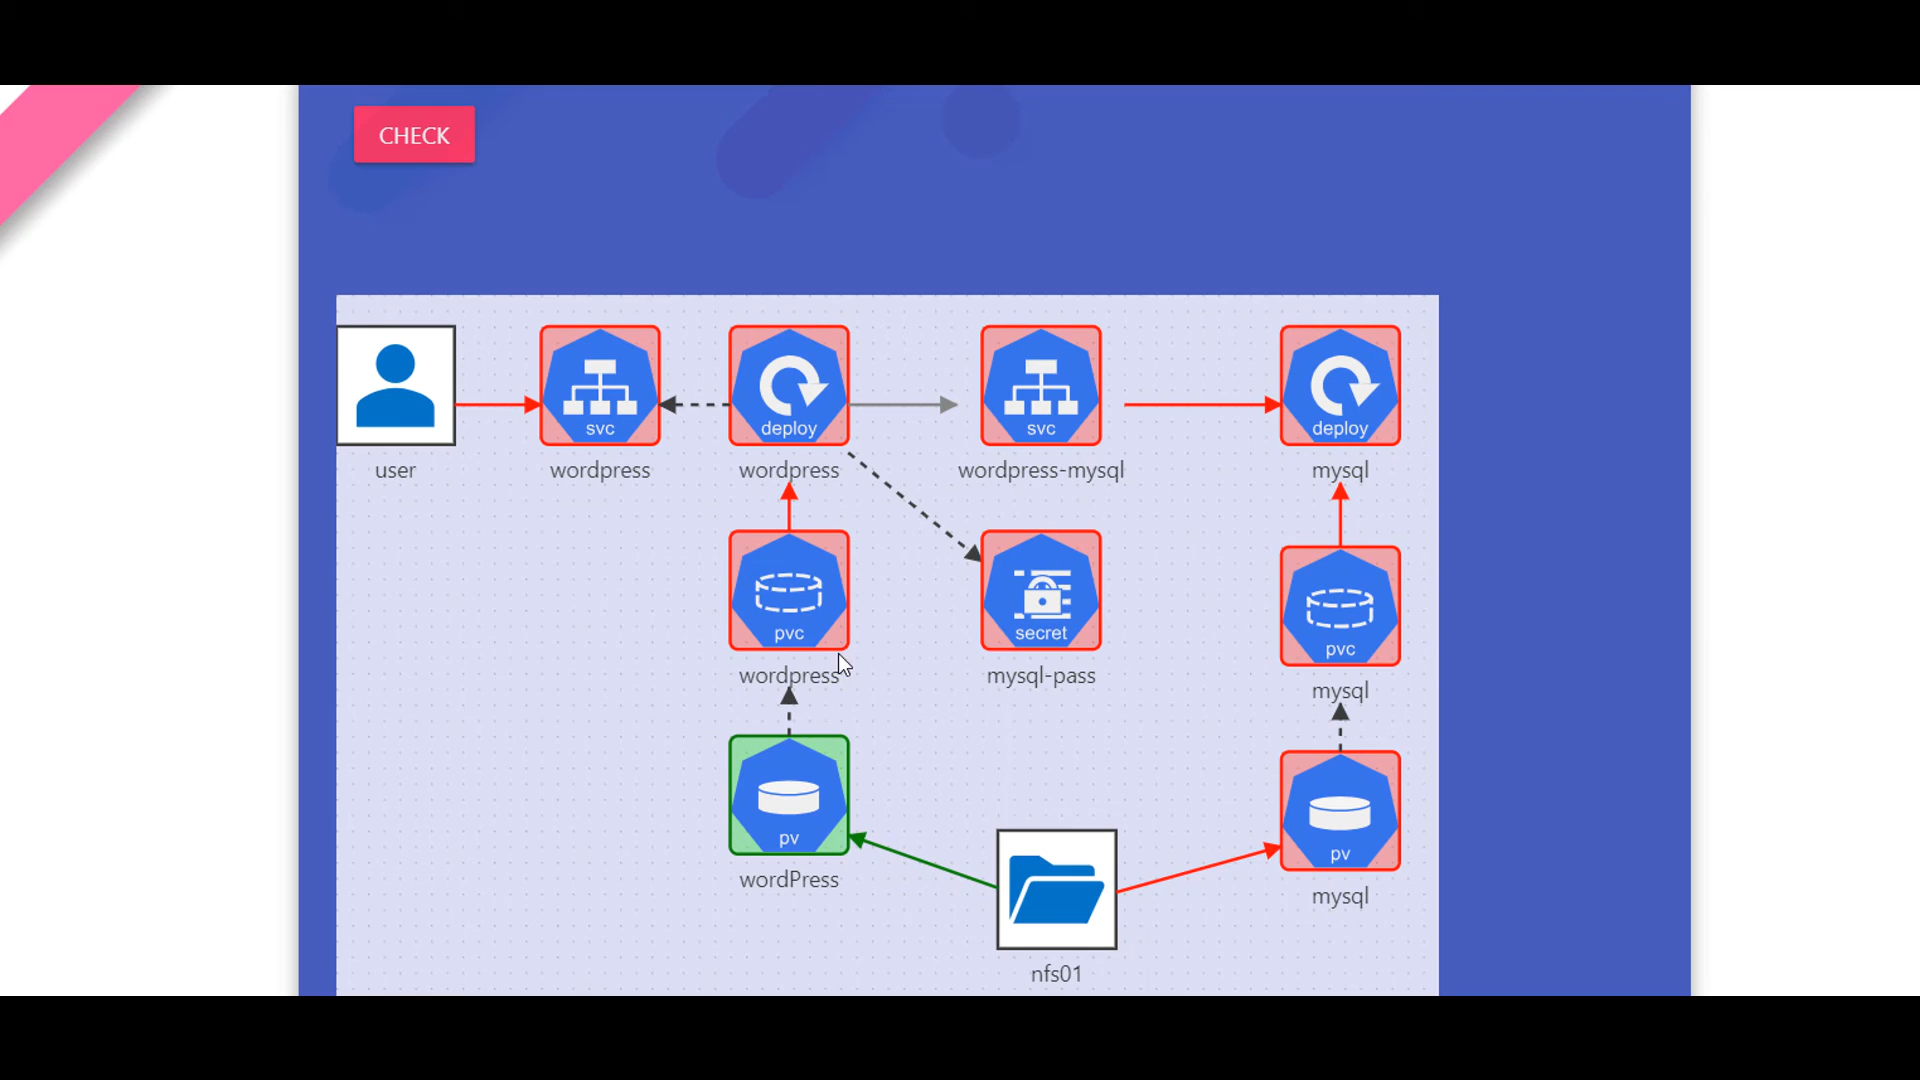 CHECK
svc
deploy
svc
deploy
user
wordpress
wordpress
wordpress-mysql
mysql
pvc
secret
pvc
wordpress
mysql-pass
mysql
pv
pv
wordPress
mysql
nfs01